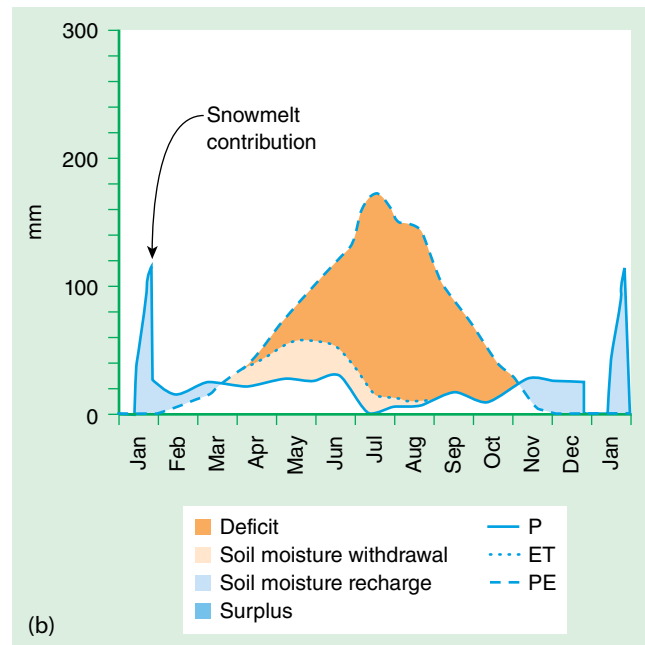 300
Snowmelt
contribution
200
mm
100
0
Jan
Feb
Mar
Apr
May
Jun
Jul
Aug
Sep
Oct
Nov
Dec
Jan
Deficit
Soil moisture withdrawal
Soil moisture recharge
Surplus
P
ET
PE
(b)